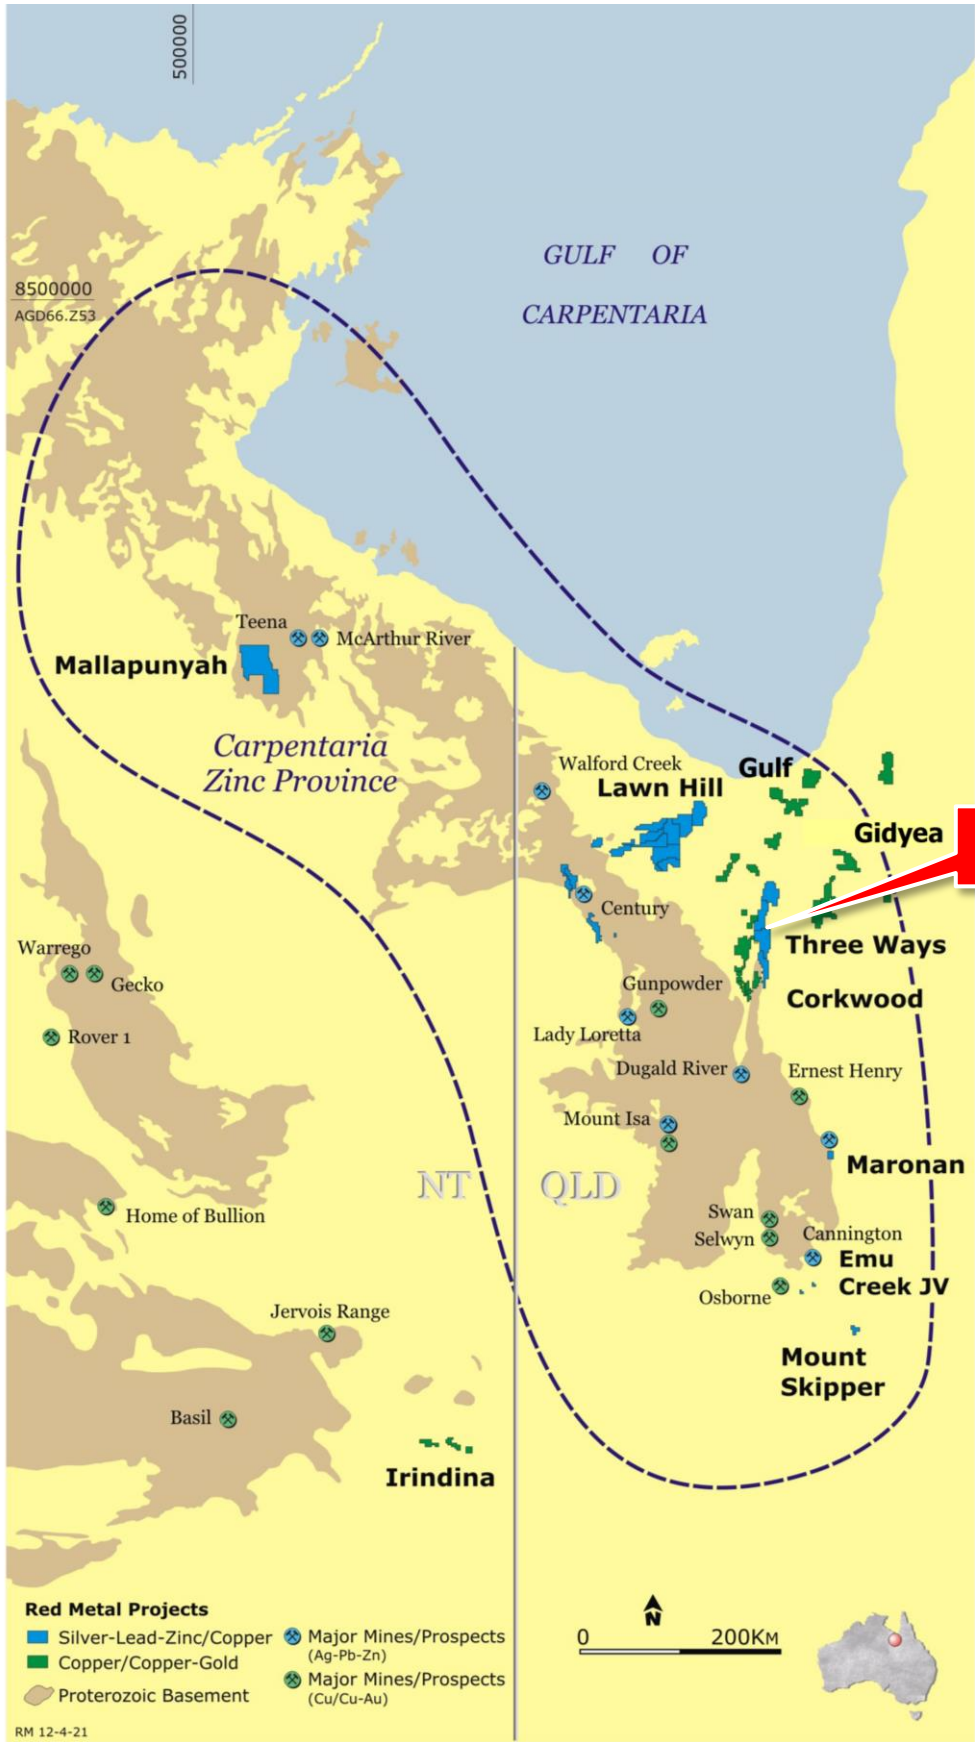 500000
GULF OF
CARPENTARIA
8500000
AGD66.Z53
Teena
McArthur River
Mallapunyah
Carpentaria
Zinc Province
Walford Creek
Lawn Hill
Gulf
Gidyea
Century
Three Ways
Warrego
Gecko
Gunpowder
Corkwood
Rover 1
Lady Loretta
Dugald River
Ernest Henry
Mount Isa
Maronan
NT
QLD
Home of Bullion
Swan
Selwyn
Cannington
Emu
Creek JV
Osborne
Jervois Range
Mount
Skipper
Basil
Irindina
Red Metal Projects
Silver-Lead-Zinc/Copper
Copper/Copper-Gold
Proterozoic Basement
Major Mines/Prospects
(Ag-Pb-Zn)
Major Mines/Prospects
(Cu/Cu-Au)
N
0 200KM
RM 12-4-21